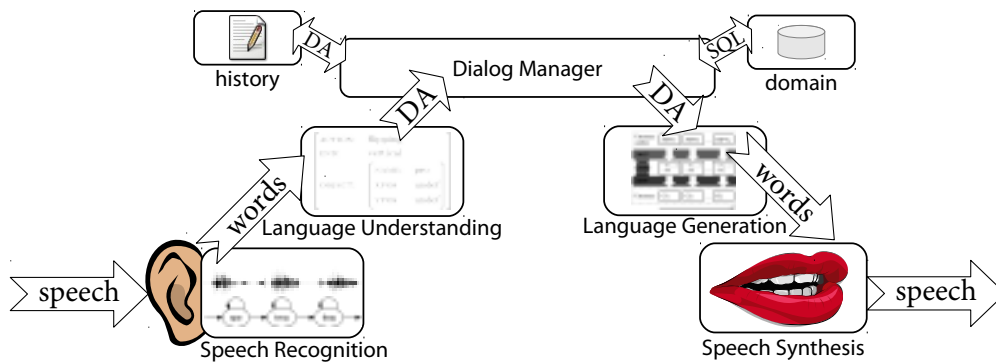 DA
SQL
history
Dialog Manager
domain
DA
DA
words
Language Understanding
Language Generation
words
speech
speech
Speech Recognition
Speech Synthesis